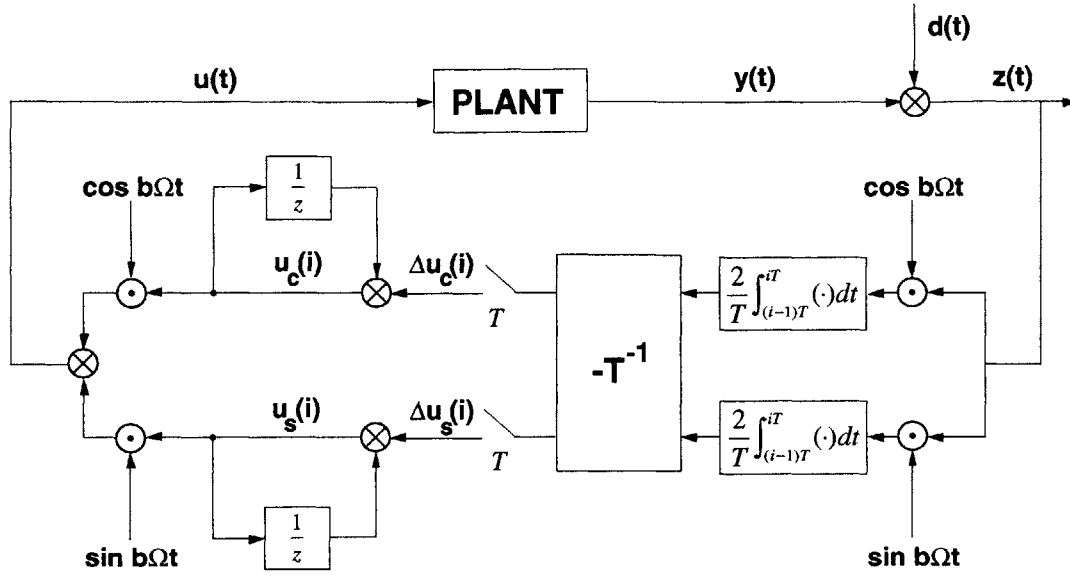 d(t)
u(t)
PLANT
y(t)
z(t)
cos bΩt
1/z
cos bΩt
u_c(i)
Δu_c(i)
T
2/T ∫_{(i−1)T}^{iT} (·)dt
-T^{-1}
u_s(i)
Δu_s(i)
T
2/T ∫_{(i−1)T}^{iT} (·)dt
1/z
sin bΩt
sin bΩt